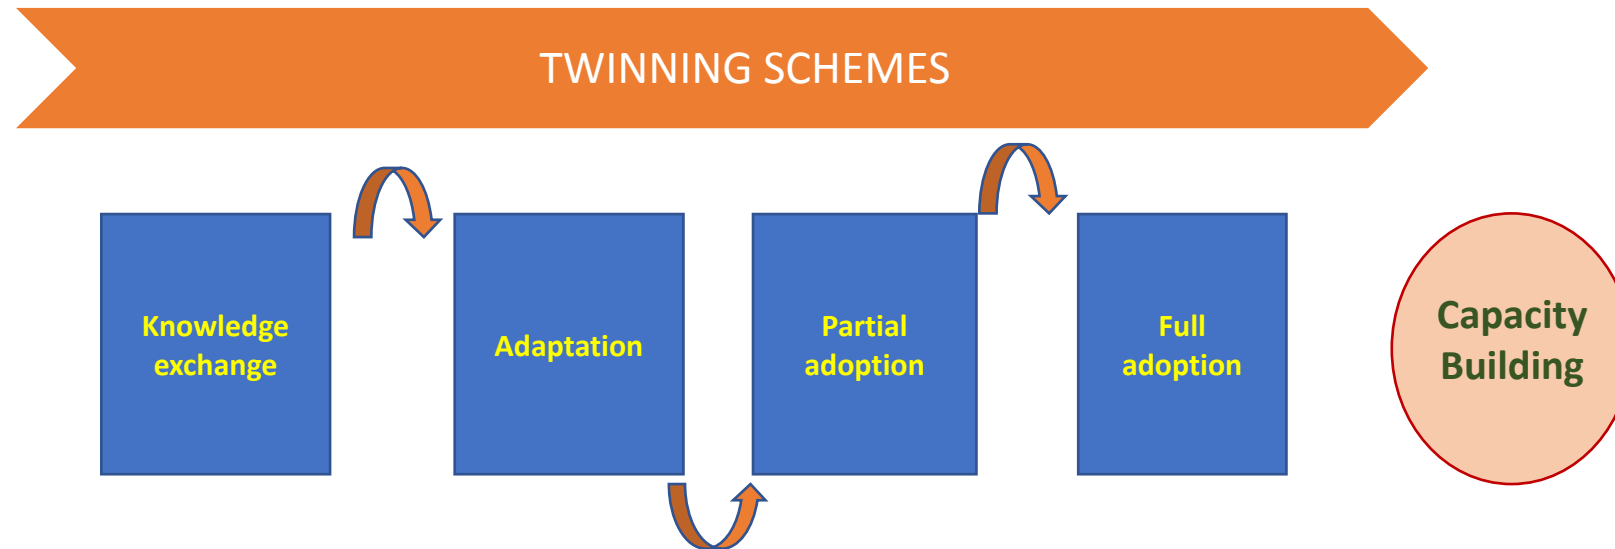 TWINNING SCHEMES
Knowledge
exchange
Adaptation
Partial
adoption
Full
adoption
Capacity
Building